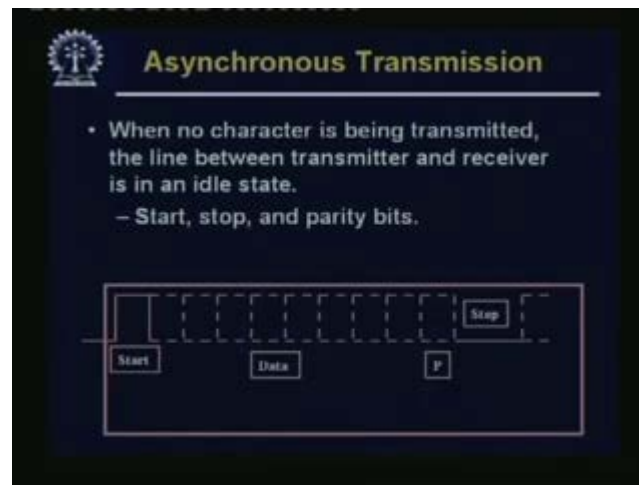 Asynchronous Transmission
• When no character is being transmitted,
the line between transmitter and receiver
is in an idle state.
– Start, stop, and parity bits.
Stop
Start
Data
P